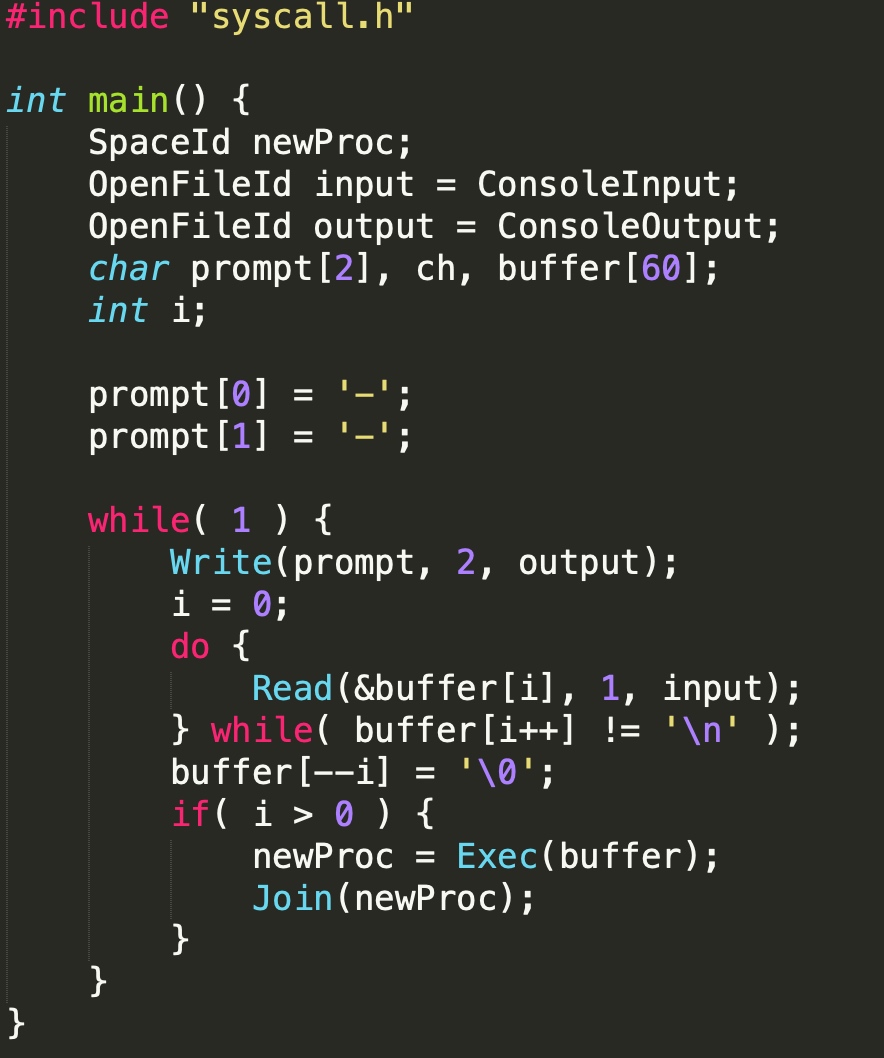 #include "syscall.h"

int main() {
    SpaceId newProc;
    OpenFileId input = ConsoleInput;
    OpenFileId output = ConsoleOutput;
    char prompt[2], ch, buffer[60];
    int i;

    prompt[0] = '-';
    prompt[1] = '-';

    while( 1 ) {
        Write(prompt, 2, output);
        i = 0;
        do {
            Read(&buffer[i], 1, input);
        } while( buffer[i++] != '\n' );
        buffer[--i] = '\0';
        if( i > 0 ) {
            newProc = Exec(buffer);
            Join(newProc);
        }
    }
}